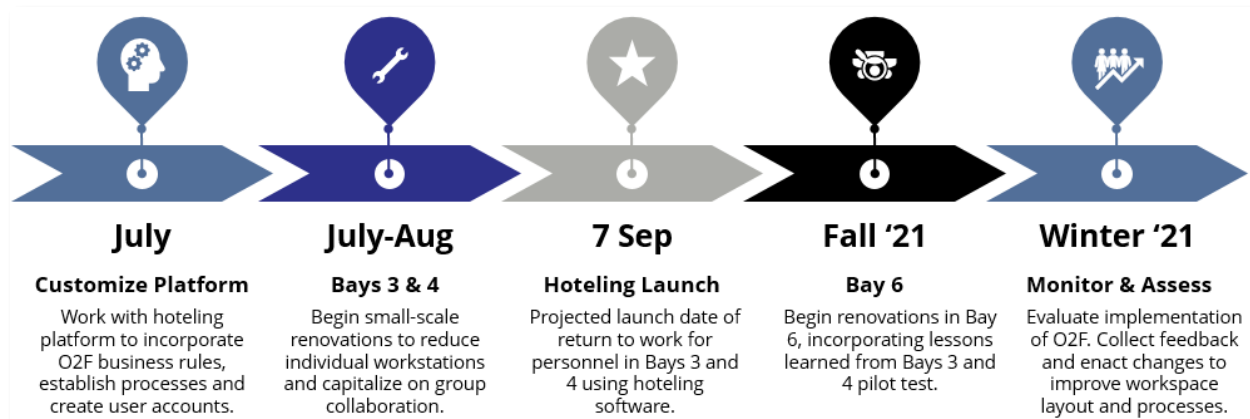 July
Customize Platform
Work with hoteling
platform to incorporate
O2F business rules,
establish processes and
create user accounts.
July-Aug
Bays 3 & 4
Begin small-scale
renovations to reduce
individual workstations
and capitalize on group
collaboration.
7 Sep
Hoteling Launch
Projected launch date of
return to work for
personnel in Bays 3 and
4 using hoteling
software.
Fall ‘21
Bay 6
Begin renovations in Bay
6, incorporating lessons
learned from Bays 3 and
4 pilot test.
Winter ‘21
Monitor & Assess
Evaluate implementation
of O2F. Collect feedback
and enact changes to
improve workspace
layout and processes.